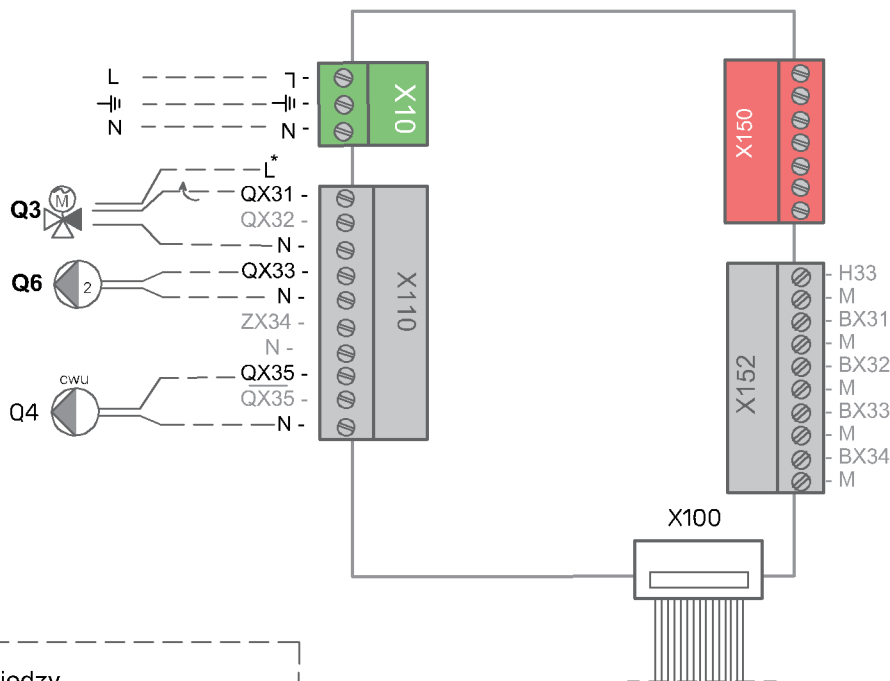 L ┐ -
- X10
N N -
L*
M QX31 -
Q3
QX32 -
N -
Q6 2 QX33 -
N -
X110
ZX34 -
N -
cwu QX35 -
Q4
QX35 -
N -
X150
- H33
- M
- BX31
- M
X152
- BX32
- M
- BX33
- M
- BX34
- M
X100